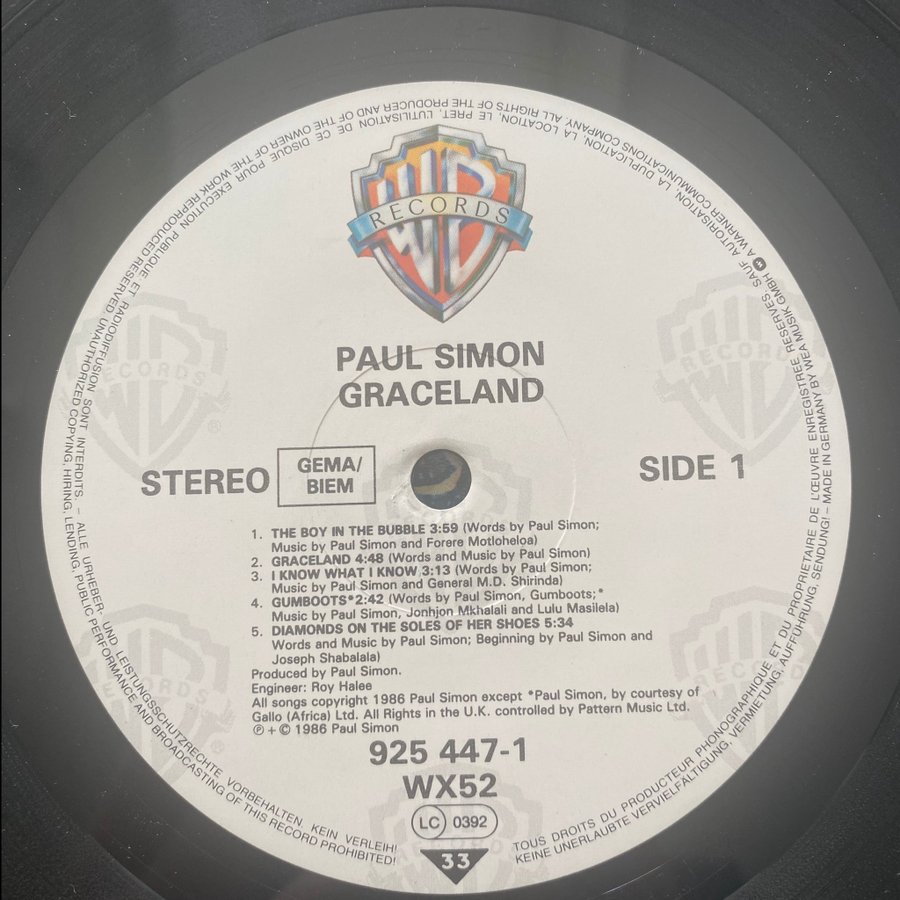 RECORDS
PAUL SIMON
GRACELAND
STEREO
GEMA/
BIEM
SIDE 1
1. THE BOY IN THE BUBBLE 3:59 (Words by Paul Simon;
Music by Paul Simon and Forere Motloheloa)
2. GRACELAND 4:48 (Words and Music by Paul Simon)
3. I KNOW WHAT I KNOW 3:13 (Words by Paul Simon;
Music by Paul Simon and General M.D. Shirinda)
4. GUMBOOTS*2:42 (Words by Paul Simon, Gumboots;*
Music by Paul Simon, Jonhjon Mkhalali and Lulu Masilela)
5. DIAMONDS ON THE SOLES OF HER SHOES 5:34
Words and Music by Paul Simon; Beginning by Paul Simon and
Joseph Shabalala)
Produced by Paul Simon.
Engineer: Roy Halee
All songs copyright 1986 Paul Simon except *Paul Simon, by courtesy of
Gallo (Africa) Ltd. All Rights in the U.K. controlled by Pattern Music Ltd.
℗ + © 1986 Paul Simon
925 447-1
WX52
LC 0392
33
TOUS DROITS DU PRODUCTEUR PHONOGRAPHIQUE ET DU PROPRIETAIRE DE L'ŒUVRE ENREGISTREE RESERVES. SAUF AUTORISATION, LA DUPLICATION, LA LOCATION, LE PRET, L'UTILISATION DE CE DISQUE POUR EXECUTION PUBLIQUE ET RADIODIFFUSION SONT INTERDITS. – ALLE URHEBER- UND LEISTUNGSSCHUTZRECHTE VORBEHALTEN. KEIN VERLEIH!
KEINE UNERLAUBTE VERVIELFÄLTIGUNG, VERMIETUNG, AUFFÜHRUNG, SENDUNG! – MADE IN GERMANY BY WEA MUSIK GMBH A WARNER COMMUNICATIONS COMPANY. ALL RIGHTS OF THE PRODUCER AND OF THE OWNER OF THE WORK REPRODUCED RESERVED UNAUTHORIZED COPYING, HIRING, LENDING, PUBLIC PERFORMANCE AND BROADCASTING OF THIS RECORD PROHIBITED!